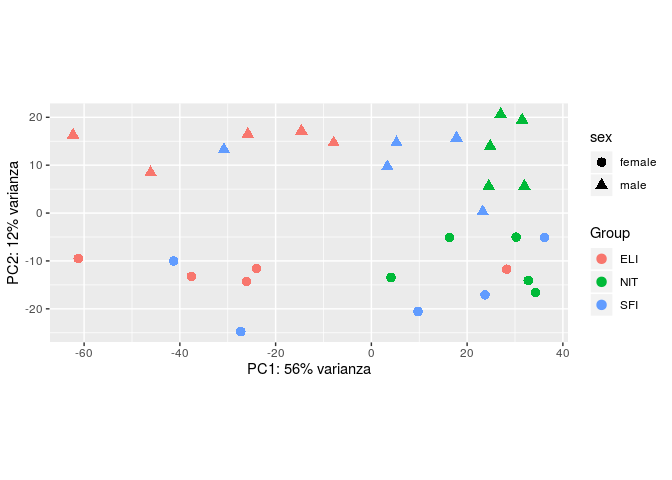 20
10
0
-10
-20
PC2: 12% varianza
-60
-40
-20
0
20
40
PC1: 56% varianza
sex
female
male
Group
ELI
NIT
SFI